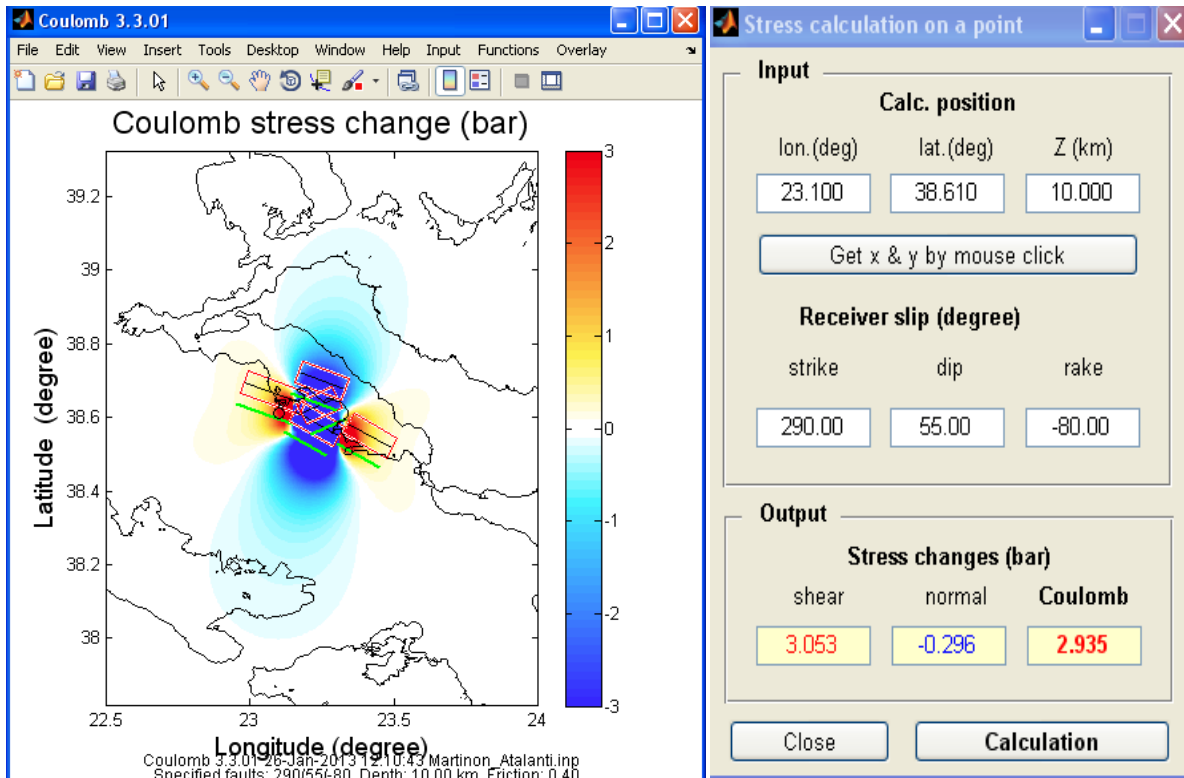 Coulomb 3.3.01
File Edit View Insert Tools Desktop Window Help Input Functions Overlay
Coulomb stress change (bar)
39.2
39
38.8
38.6
38.4
38.2
38
22.5 23 23.5 24
Latitude (degree)
Longitude (degree)
3
2
1
0
-1
-2
-3
Coulomb 3.3.01 26-Jan-2013 12:10:43 Martinon_Atalanti.inp
Specified faults: 290/55/-80 Depth: 10.00 km Friction: 0.40
Stress calculation on a point
Input
Calc. position
lon.(deg) lat.(deg) Z (km)
23.100 38.610 10.000
Get x & y by mouse click
Receiver slip (degree)
strike dip rake
290.00 55.00 -80.00
Output
Stress changes (bar)
shear normal Coulomb
3.053 -0.296 2.935
Close Calculation